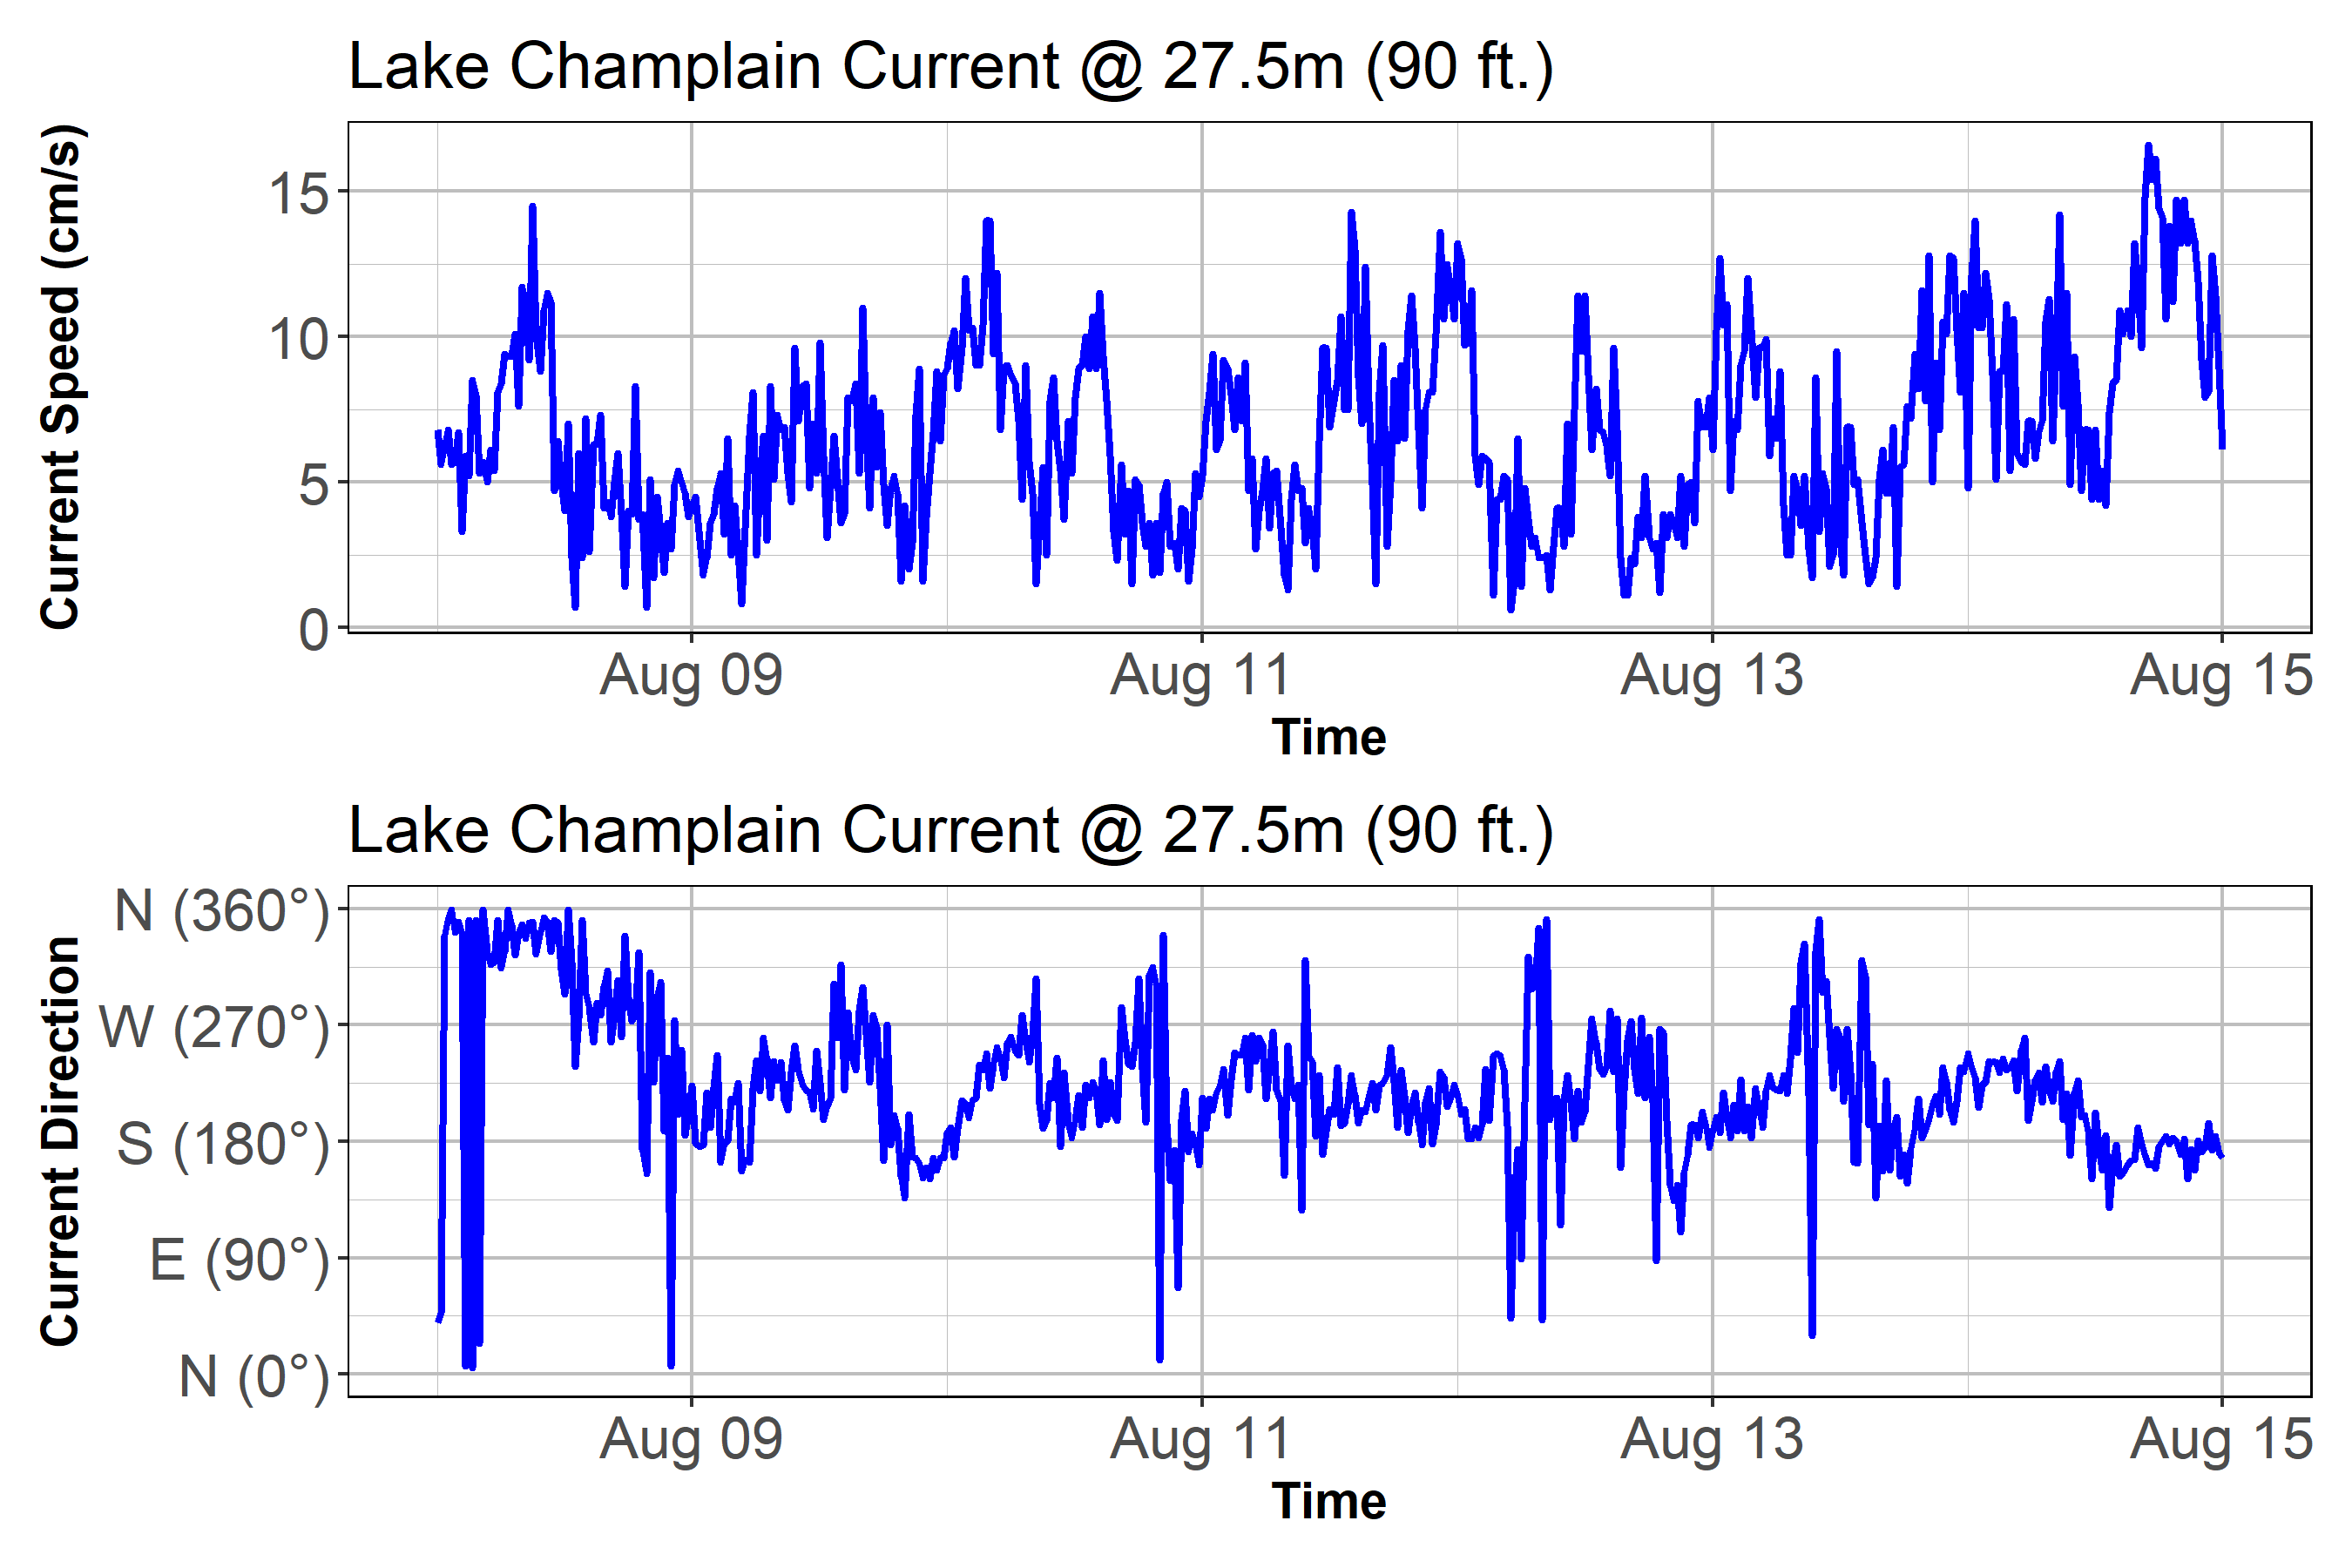 Lake Champlain Current @ 27.5m (90 ft.)
Current Speed (cm/s)
15
10
5
0
Aug 09 Aug 11 Aug 13 Aug 15
Time
Lake Champlain Current @ 27.5m (90 ft.)
Current Direction
N (360°)
W (270°)
S (180°)
E (90°)
N (0°)
Aug 09 Aug 11 Aug 13 Aug 15
Time